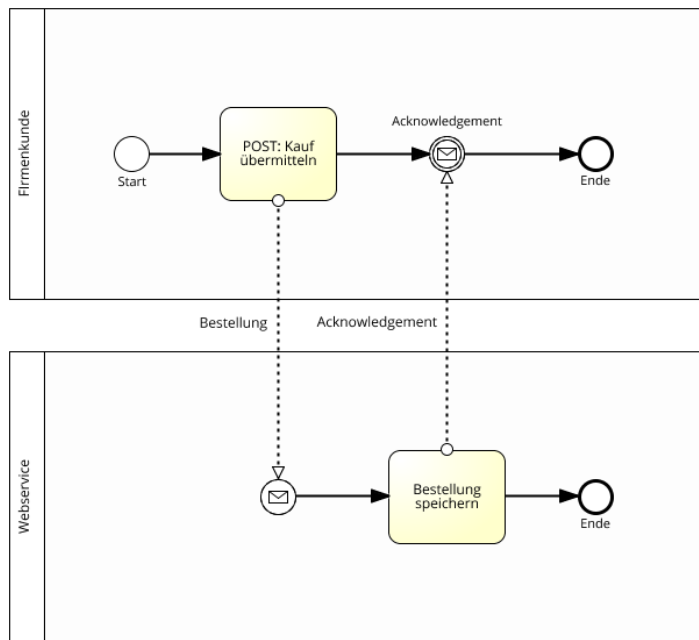 FIrmenkunde
Acknowledgement
POST: Kauf
übermitteln
Start
Ende
Bestellung
Acknowledgement
Webservice
Bestellung
speichern
Ende